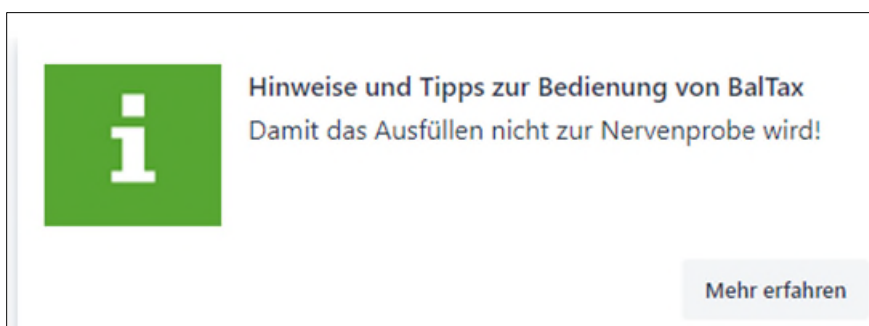 i
Hinweise und Tipps zur Bedienung von BalTax
Damit das Ausfüllen nicht zur Nervenprobe wird!
Mehr erfahren